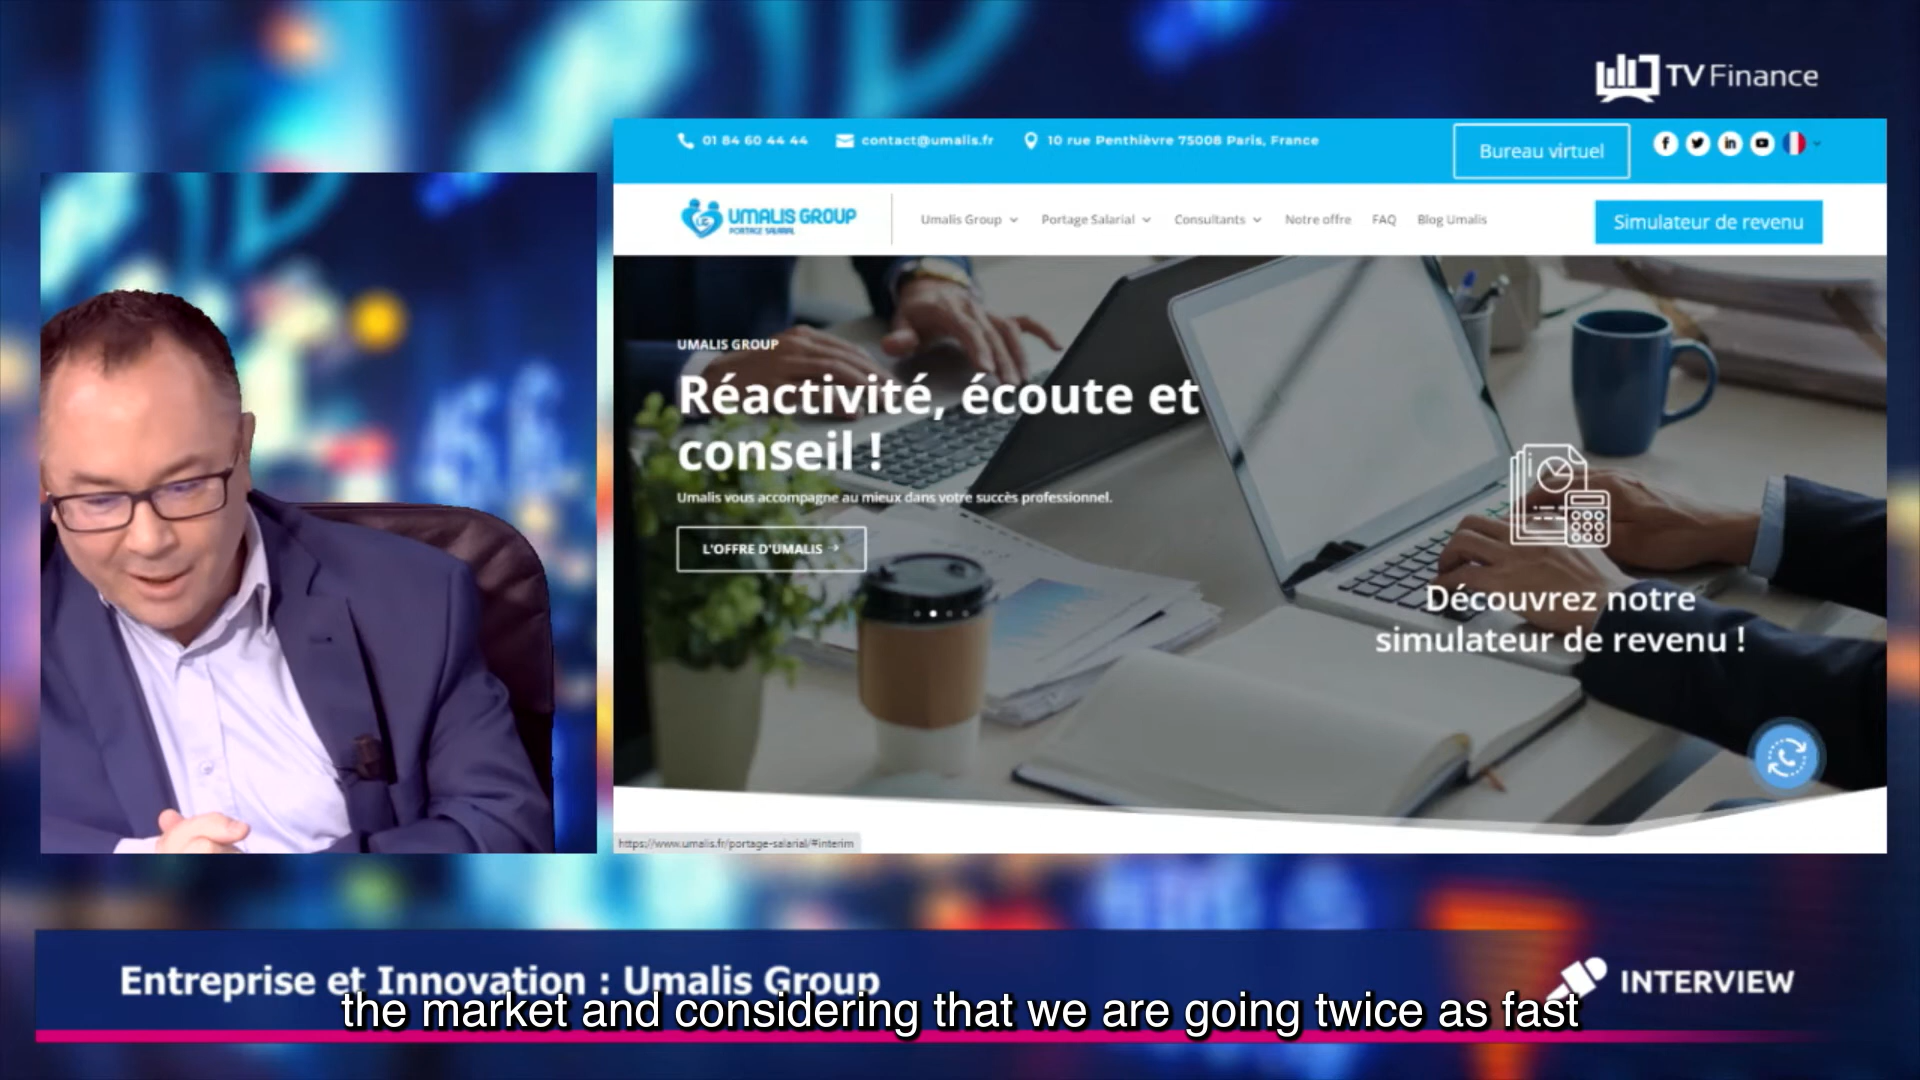 TV Finance
01 84 60 44 44
contact@umalis.fr
10 rue Penthièvre 75008 Paris, France
Bureau virtuel
UMALIS GROUP
PORTAGE SALARIAL
Umalis Group
Portage Salarial
Consultants
Notre offre
FAQ
Blog Umalis
Simulateur de revenu
UMALIS GROUP
Réactivité, écoute et
conseil !
Umalis vous accompagne au mieux dans votre succès professionnel.
L'OFFRE D'UMALIS
Découvrez notre
simulateur de revenu !
https://www.umalis.fr/portage-salarial/#interim
Entreprise et Innovation : Umalis Group
INTERVIEW
the market and considering that we are going twice as fast